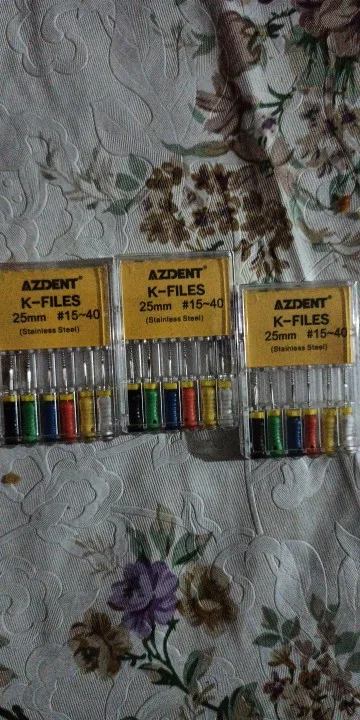 AZDENT®
K-FILES
25mm #15~40
(Stainless Steel)
AZDENT®
K-FILES
25mm #15~40
(Stainless Steel)
AZDENT®
K-FILES
25mm #15~40
(Stainless Steel)